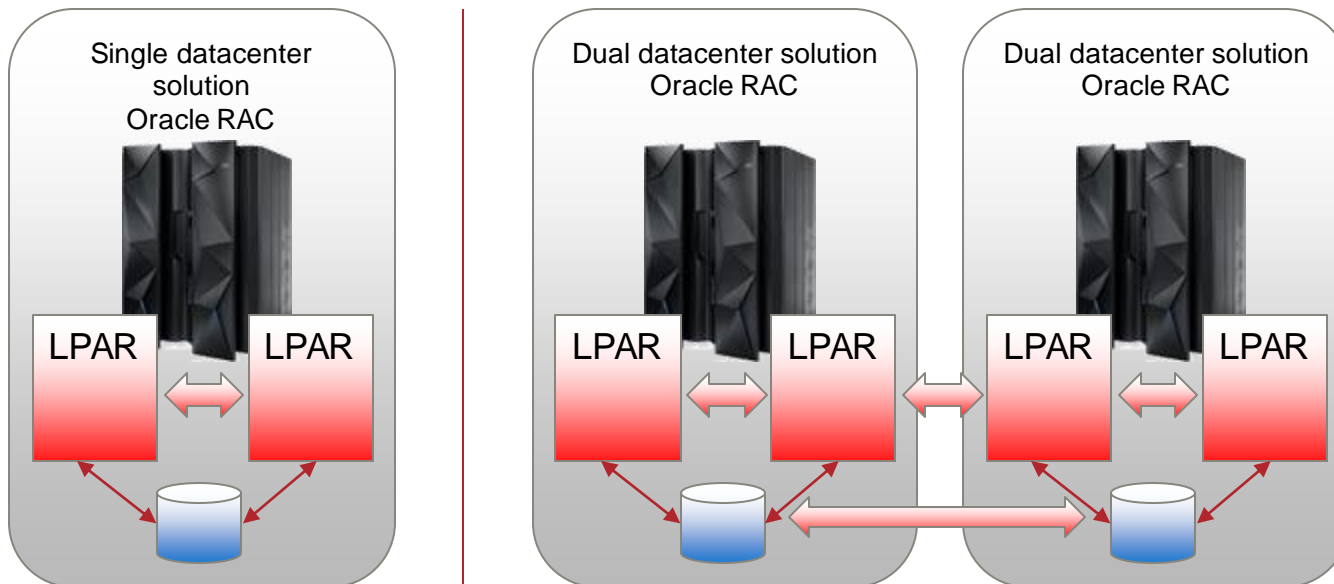 Single datacenter
solution
Oracle RAC
LPAR
LPAR
Dual datacenter solution
Oracle RAC
LPAR
LPAR
Dual datacenter solution
Oracle RAC
LPAR
LPAR